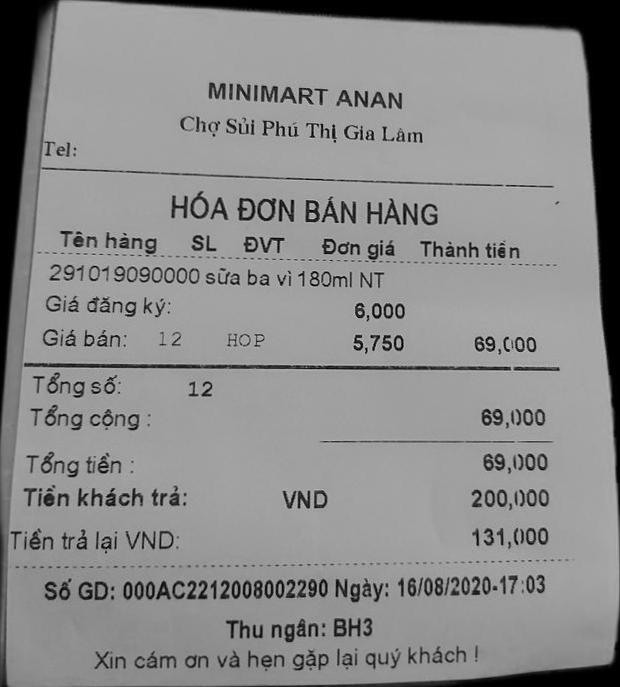 MINIMART ANAN
Chợ Sủi Phú Thị Gia Lâm
Tel:
HÓA ĐƠN BÁN HÀNG
Tên hàng SL ĐVT Đơn giá Thành tiền
291019090000 sữa ba vì 180ml NT
Giá đăng ký: 6,000
Giá bán: 12 HOP 5,750 69,000
Tổng số: 12
Tổng cộng : 69,000
Tổng tiền : 69,000
Tiền khách trả: VND 200,000
Tiền trả lại VND: 131,000
Số GD: 000AC2212008002290 Ngày: 16/08/2020-17:03
Thu ngân: BH3
Xin cám ơn và hẹn gặp lại quý khách !